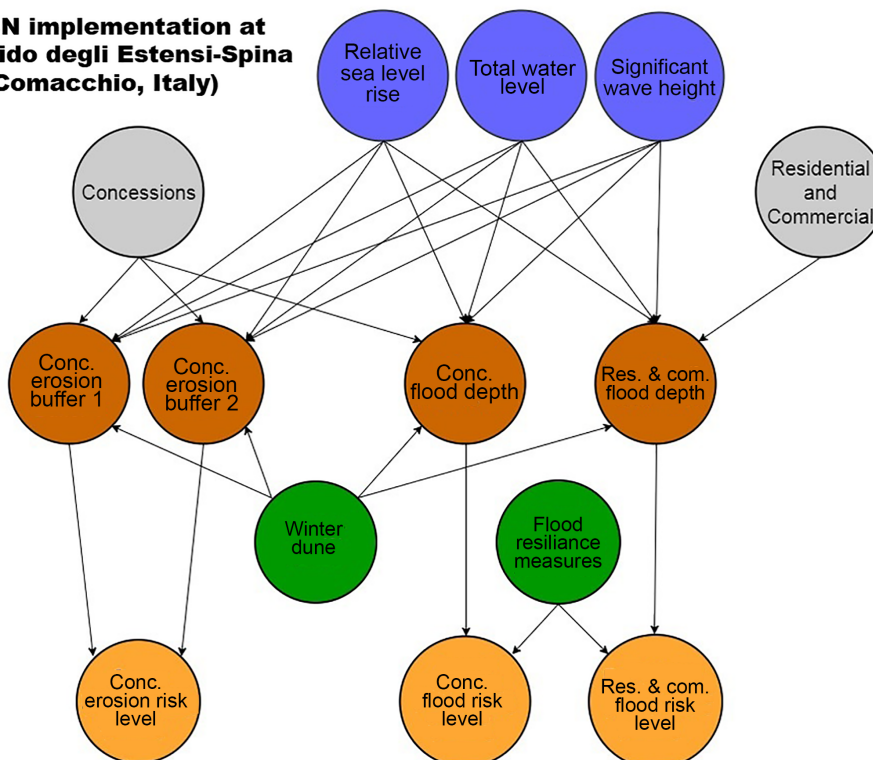 N implementation at
ido degli Estensi-Spina
Comacchio, Italy)
Relative
sea level
rise
Total water
level
Significant
wave height
Concessions
Residential
and
Commercial
Conc.
erosion
buffer 1
Conc.
erosion
buffer 2
Conc.
flood depth
Res. & com.
flood depth
Winter
dune
Flood
resiliance
measures
Conc.
erosion risk
level
Conc.
flood risk
level
Res. & com.
flood risk
level